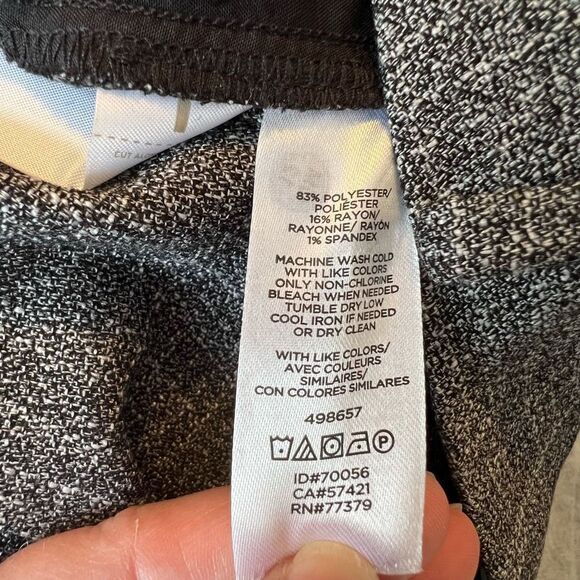 CUT
83% POLYESTER/
POLIÉSTER
16% RAYON/
RAYONNE/ RAYÓN
1% SPANDEX
MACHINE WASH COLD
WITH LIKE COLORS
ONLY NON-CHLORINE
BLEACH WHEN NEEDED
TUMBLE DRY LOW
COOL IRON IF NEEDED
OR DRY CLEAN
WITH LIKE COLORS/
AVEC COULEURS
SIMILAIRES/
CON COLORES SIMILARES
498657
P
ID#70056
CA#57421
RN#77379